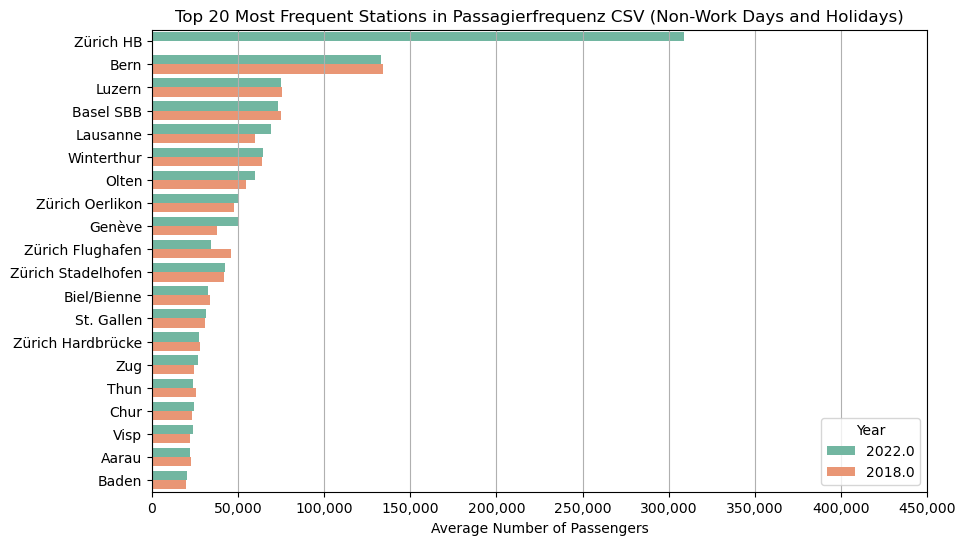 Top 20 Most Frequent Stations in Passagierfrequenz CSV (Non-Work Days and Holidays)
Zürich HB
Bern
Luzern
Basel SBB
Lausanne
Winterthur
Olten
Zürich Oerlikon
Genève
Zürich Flughafen
Zürich Stadelhofen
Biel/Bienne
St. Gallen
Zürich Hardbrücke
Zug
Thun
Chur
Visp
Aarau
Baden
Year
2022.0
2018.0
0 50,000 100,000 150,000 200,000 250,000 300,000 350,000 400,000 450,000
Average Number of Passengers